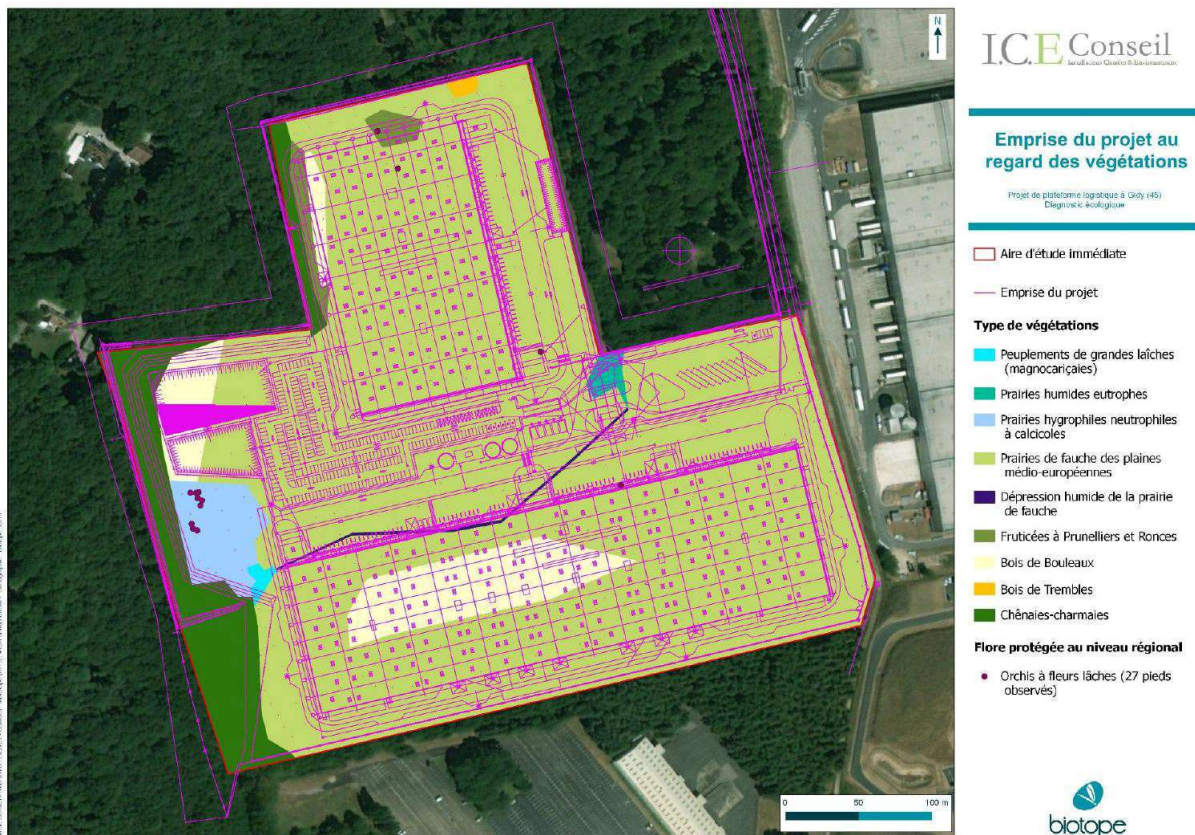 N
I.C.E Conseil
Installations Classées & Environnement
Emprise du projet au
regard des végétations
Projet de plateforme logistique à Gidy (45)
Diagnostic écologique
Aire d'étude immédiate
Emprise du projet
Type de végétations
Peuplements de grandes laîches
(magnocariçaies)
Prairies humides eutrophes
Prairies hygrophiles neutrophiles
à calcicoles
Prairies de fauche des plaines
médio-européennes
Dépression humide de la prairie
de fauche
Fruticées à Prunelliers et Ronces
Bois de Bouleaux
Bois de Trembles
Chênaies-charmaies
Flore protégée au niveau régional
Orchis à fleurs lâches (27 pieds
observés)
0 50 100 m
biotope